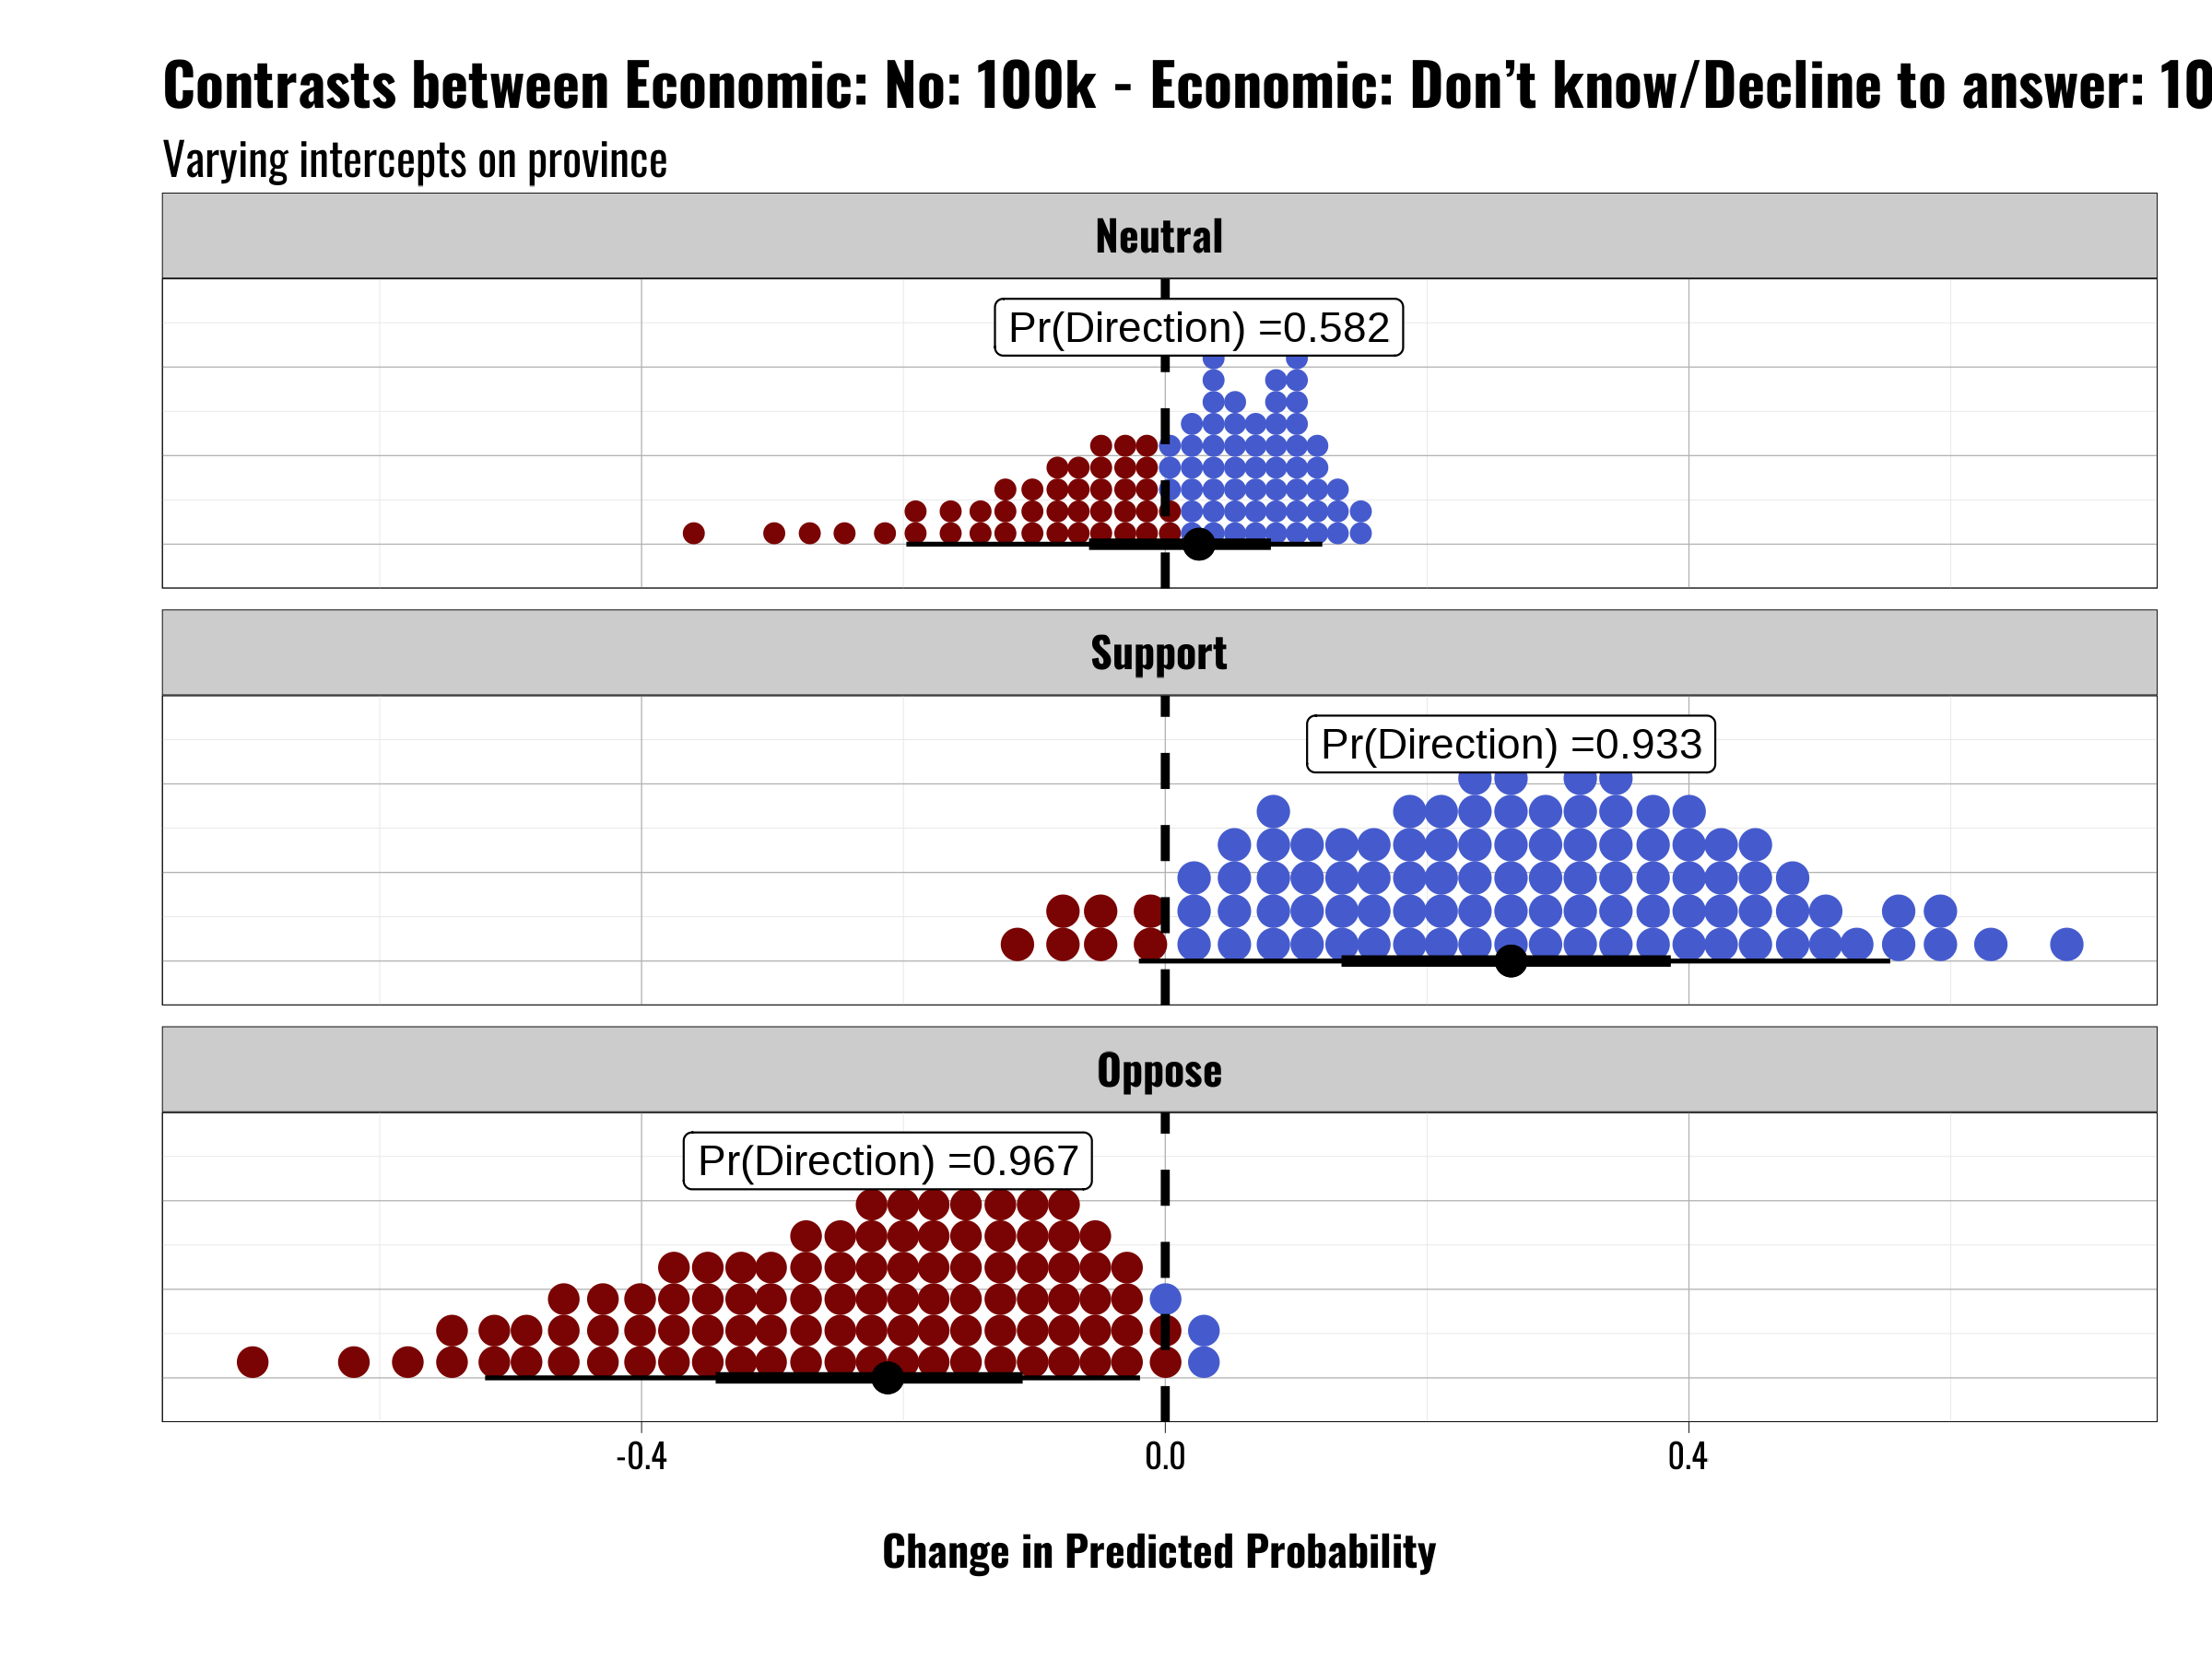 Contrasts between Economic: No: 100k - Economic: Don’t know/Decline to answer: 10
Varying intercepts on province
Neutral
Pr(Direction) =0.582
Support
Pr(Direction) =0.933
Oppose
Pr(Direction) =0.967
-0.4 0.0 0.4
Change in Predicted Probability